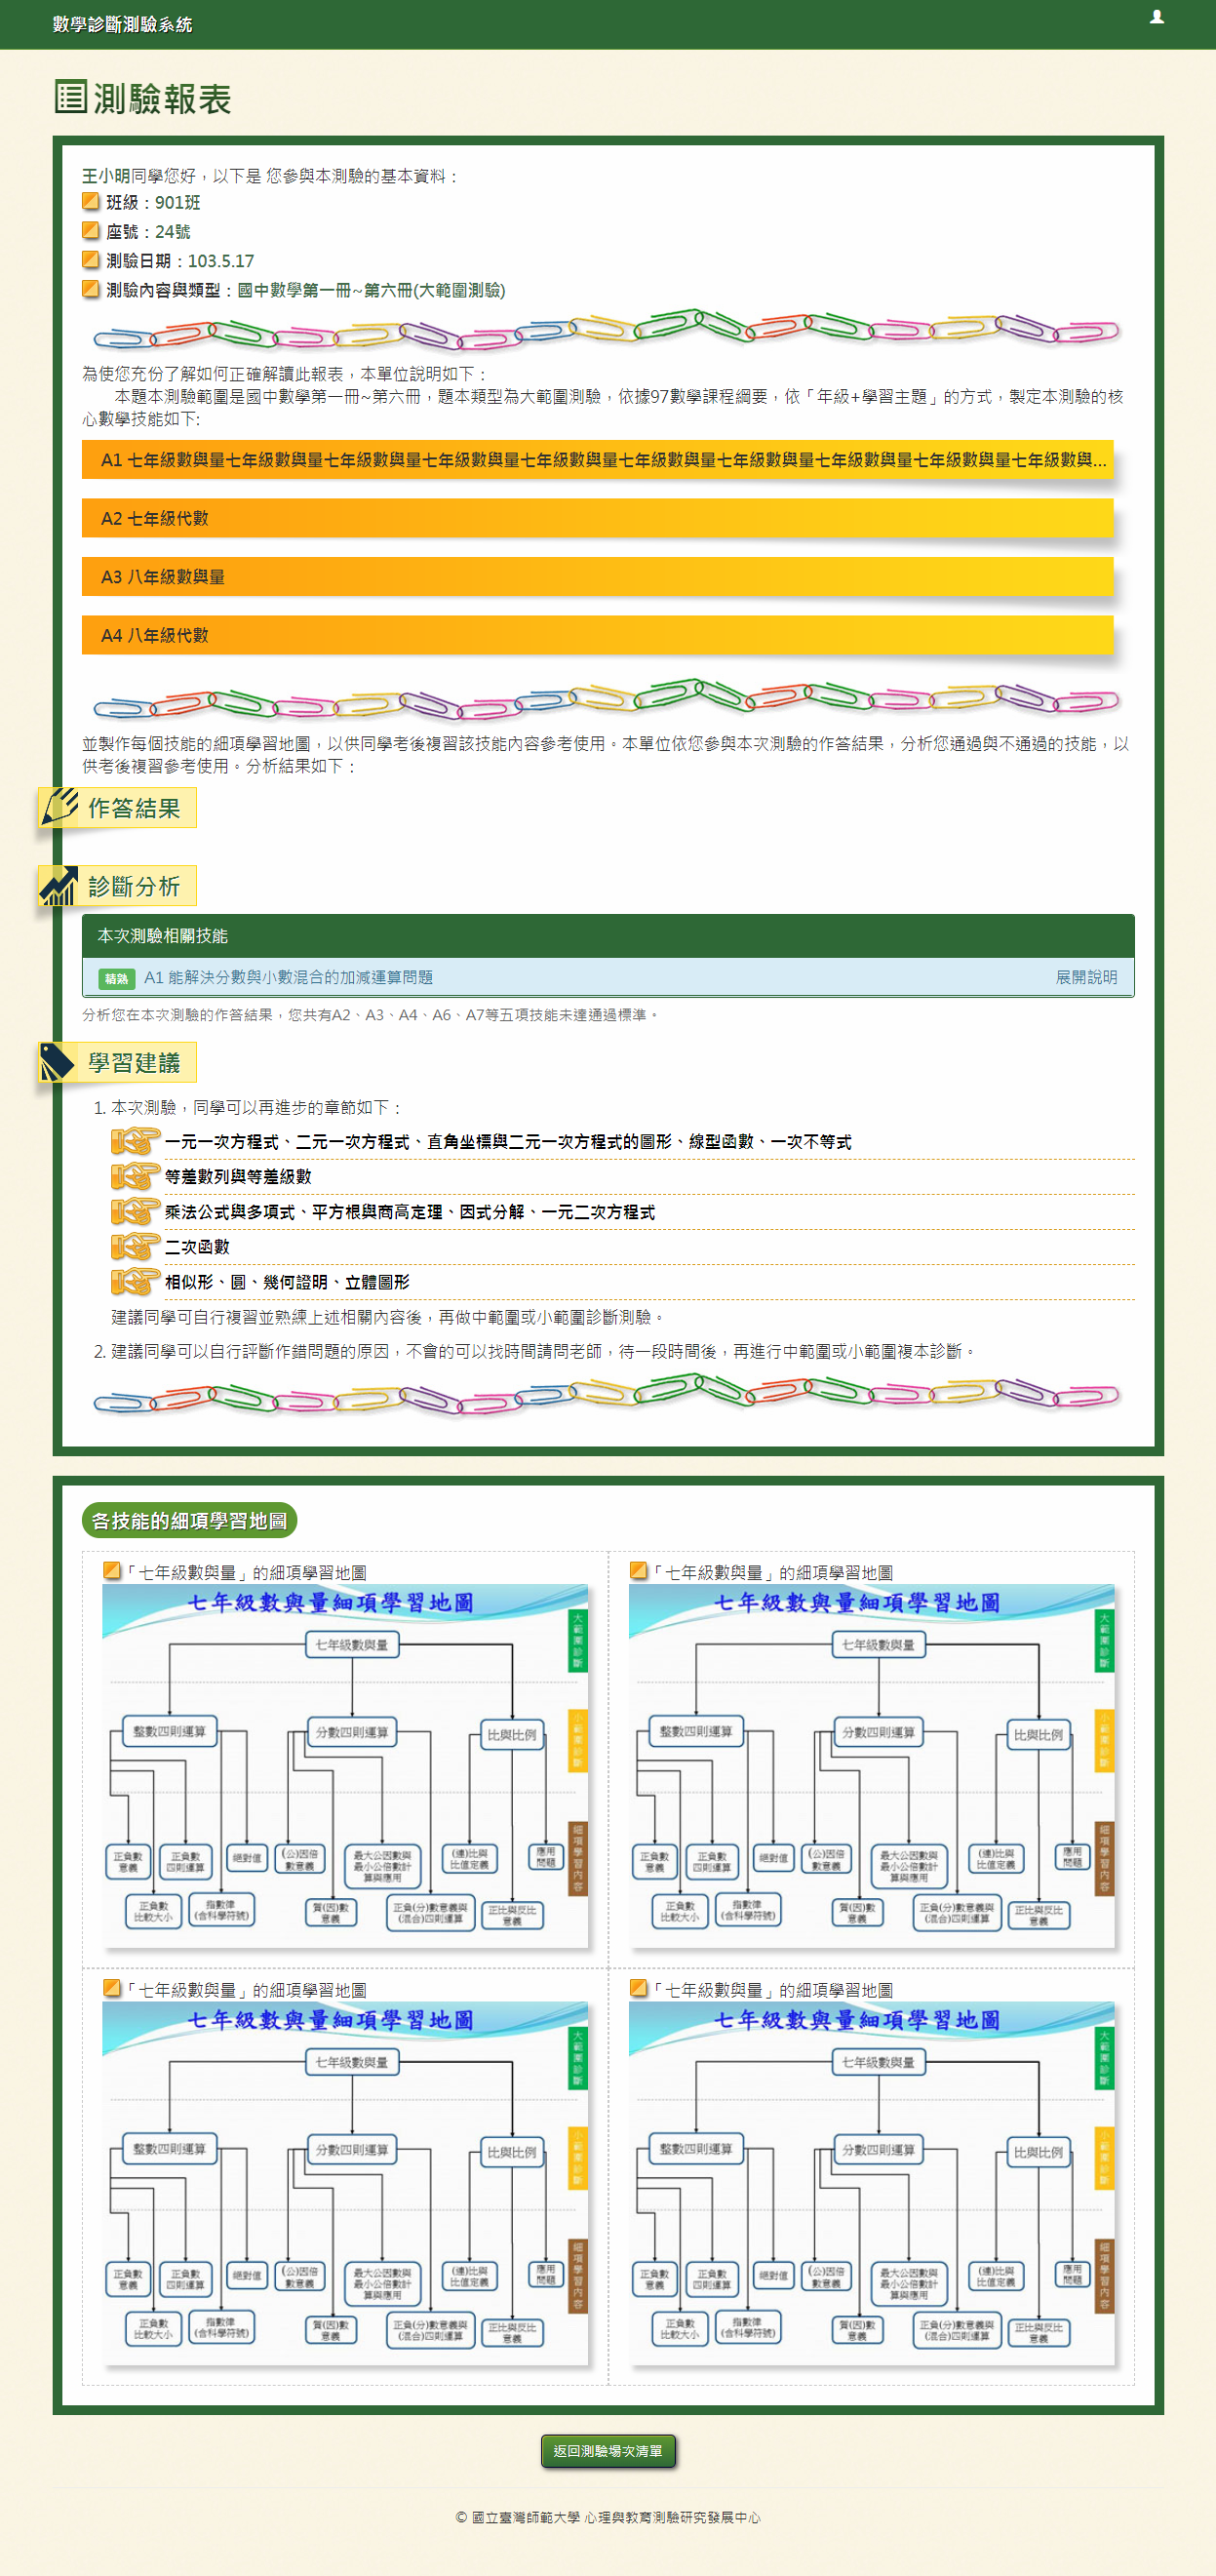 數學診斷測驗系統
測驗報表
王小明同學您好，以下是 您參與本測驗的基本資料：
班級：901班
座號：24號
測驗日期：103.5.17
測驗內容與類型：國中數學第一冊~第六冊(大範圍測驗)
為使您充份了解如何正確解讀此報表，本單位說明如下：
本題本測驗範圍是國中數學第一冊~第六冊，題本類型為大範圍測驗，依據97數學課程綱要，依「年級+學習主題」的方式，製定本測驗的核
心數學技能如下:
A1 七年級數與量七年級數與量七年級數與量七年級數與量七年級數與量七年級數與量七年級數與量七年級數與量七年級數與量七年級數與...
A2 七年級代數
A3 八年級數與量
A4 八年級代數
並製作每個技能的細項學習地圖，以供同學考後複習該技能內容參考使用。本單位依您參與本次測驗的作答結果，分析您通過與不通過的技能，以
供考後複習參考使用。分析結果如下：
作答結果
診斷分析
本次測驗相關技能
精熟 A1 能解決分數與小數混合的加減運算問題 展開說明
分析您在本次測驗的作答結果，您共有A2、A3、A4、A6、A7等五項技能未達通過標準。
學習建議
1. 本次測驗，同學可以再進步的章節如下：
一元一次方程式、二元一次方程式、直角坐標與二元一次方程式的圖形、線型函數、一次不等式
等差數列與等差級數
乘法公式與多項式、平方根與商高定理、因式分解、一元二次方程式
二次函數
相似形、圓、幾何證明、立體圖形
建議同學可自行複習並熟練上述相關內容後，再做中範圍或小範圍診斷測驗。
2. 建議同學可以自行評斷作錯問題的原因，不會的可以找時間請問老師，待一段時間後，再進行中範圍或小範圍複本診斷。
各技能的細項學習地圖
「七年級數與量」的細項學習地圖
七年級數與量細項學習地圖
大範圍診斷
七年級數與量
小範圍診斷
整數四則運算 分數四則運算 比與比例
細項學習內容
正負數
意義
正負數
四則運算
絕對值
(公)因倍
數意義
最大公因數與
最小公倍數計
算與應用
(連)比與
比值定義
應用
問題
正負數
比較大小
指數律
(含科學符號)
質(因)數
意義
正負(分)數意義與
(混合)四則運算
正比與反比
意義
「七年級數與量」的細項學習地圖
七年級數與量細項學習地圖
大範圍診斷
七年級數與量
小範圍診斷
整數四則運算 分數四則運算 比與比例
細項學習內容
正負數
意義
正負數
四則運算
絕對值
(公)因倍
數意義
最大公因數與
最小公倍數計
算與應用
(連)比與
比值定義
應用
問題
正負數
比較大小
指數律
(含科學符號)
質(因)數
意義
正負(分)數意義與
(混合)四則運算
正比與反比
意義
「七年級數與量」的細項學習地圖
七年級數與量細項學習地圖
大範圍診斷
七年級數與量
小範圍診斷
整數四則運算 分數四則運算 比與比例
細項學習內容
正負數
意義
正負數
四則運算
絕對值
(公)因倍
數意義
最大公因數與
最小公倍數計
算與應用
(連)比與
比值定義
應用
問題
正負數
比較大小
指數律
(含科學符號)
質(因)數
意義
正負(分)數意義與
(混合)四則運算
正比與反比
意義
「七年級數與量」的細項學習地圖
七年級數與量細項學習地圖
大範圍診斷
七年級數與量
小範圍診斷
整數四則運算 分數四則運算 比與比例
細項學習內容
正負數
意義
正負數
四則運算
絕對值
(公)因倍
數意義
最大公因數與
最小公倍數計
算與應用
(連)比與
比值定義
應用
問題
正負數
比較大小
指數律
(含科學符號)
質(因)數
意義
正負(分)數意義與
(混合)四則運算
正比與反比
意義
返回測驗場次清單
© 國立臺灣師範大學 心理與教育測驗研究發展中心